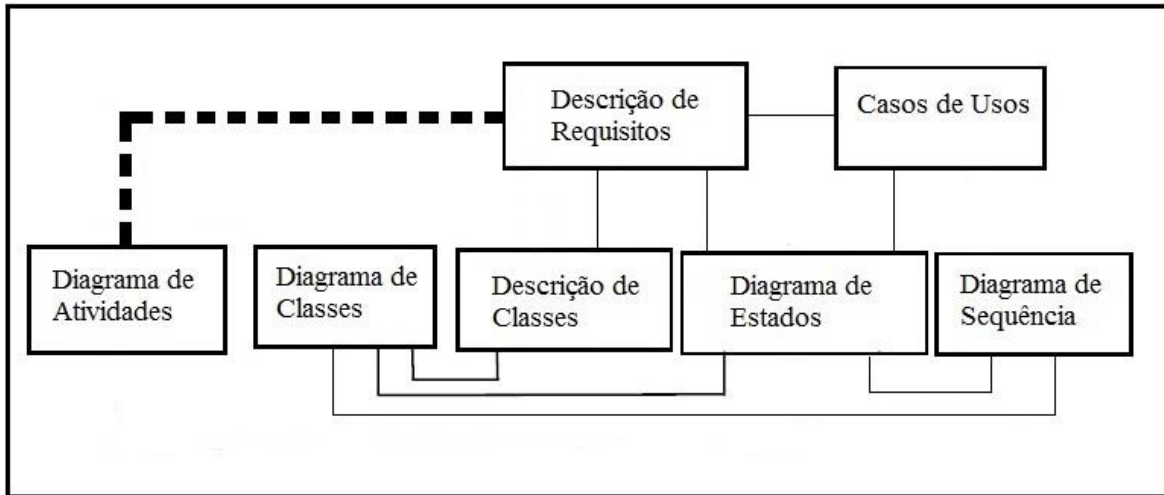 Descrição de
Requisitos
Casos de Usos
Diagrama de
Atividades
Diagrama de
Classes
Descrição de
Classes
Diagrama de
Estados
Diagrama de
Sequência